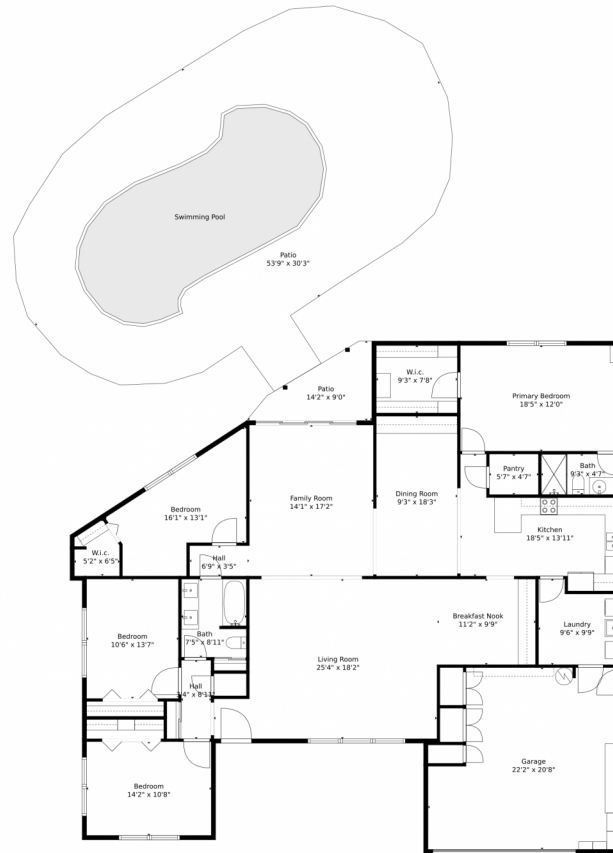 Swimming Pool
Patio
53'9" x 30'3"
Patio
14'2" x 9'0"
W.i.c.
9'3" x 7'8"
Primary Bedroom
18'5" x 12'0"
Pantry
5'7" x 4'7"
Bath
9'3" x 4'7"
Bedroom
16'1" x 13'1"
Family Room
14'1" x 17'2"
Dining Room
9'3" x 18'3"
Kitchen
18'5" x 13'11"
W.i.c.
5'2" x 6'5"
Hall
6'9" x 3'5"
Bedroom
10'6" x 13'7"
Bath
7'5" x 8'11"
Breakfast Nook
11'2" x 9'9"
Laundry
9'6" x 9'9"
Living Room
25'4" x 18'2"
Hall
x 8'11"
Bedroom
14'2" x 10'8"
Garage
22'2" x 20'8"